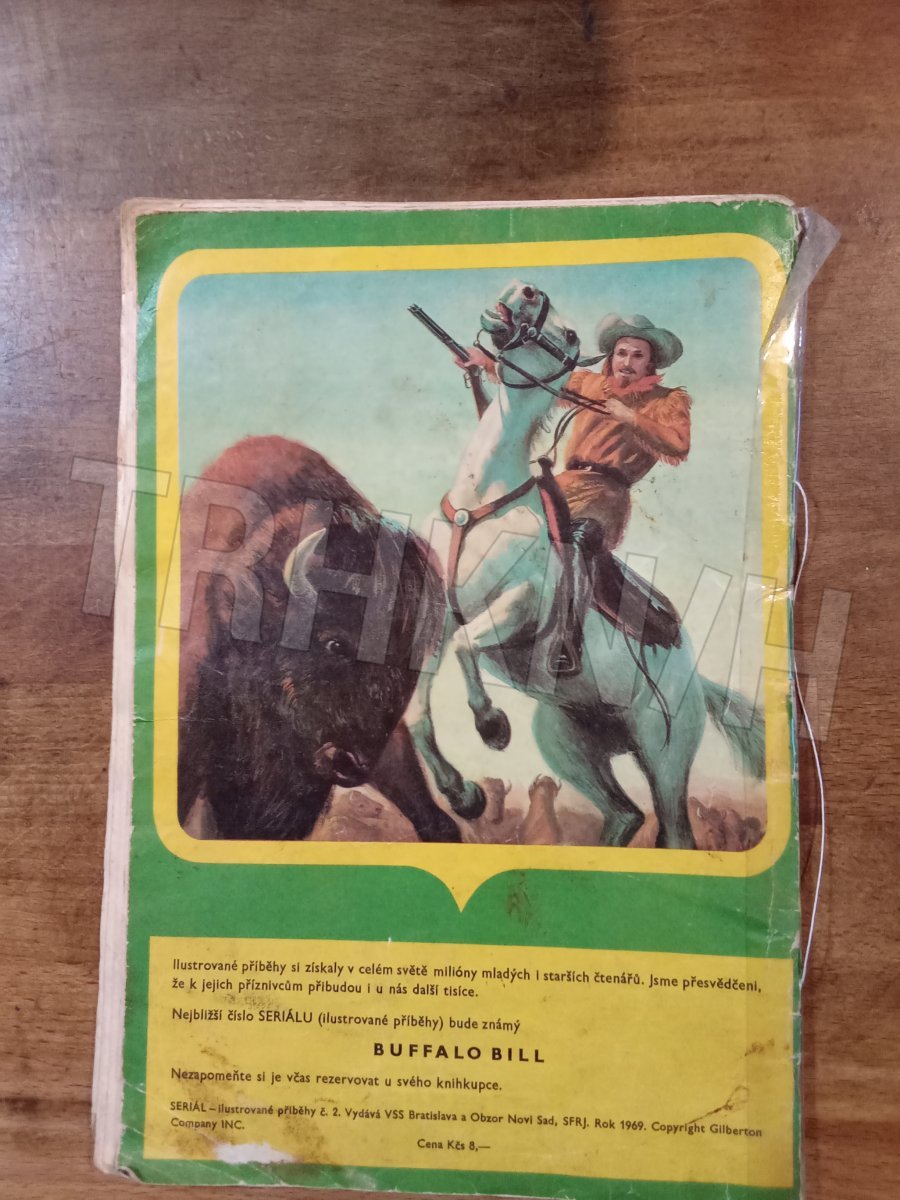 TRHKNIH
Ilustrované příběhy si získaly v celém světě milióny mladých i starších čtenářů. Jsme přesvědčeni,
že k jejich příznivcům přibudou i u nás další tisíce.
Nejbližší číslo SERIÁLU (ilustrované příběhy) bude známý
BUFFALO BILL
Nezapomeňte si je včas rezervovat u svého knihkupce.
SERIÁL – ilustrované příběhy č. 2. Vydává VSS Bratislava a Obzor Novi Sad, SFRJ. Rok 1969. Copyright Gilberton
Company INC.
Cena Kčs 8,—